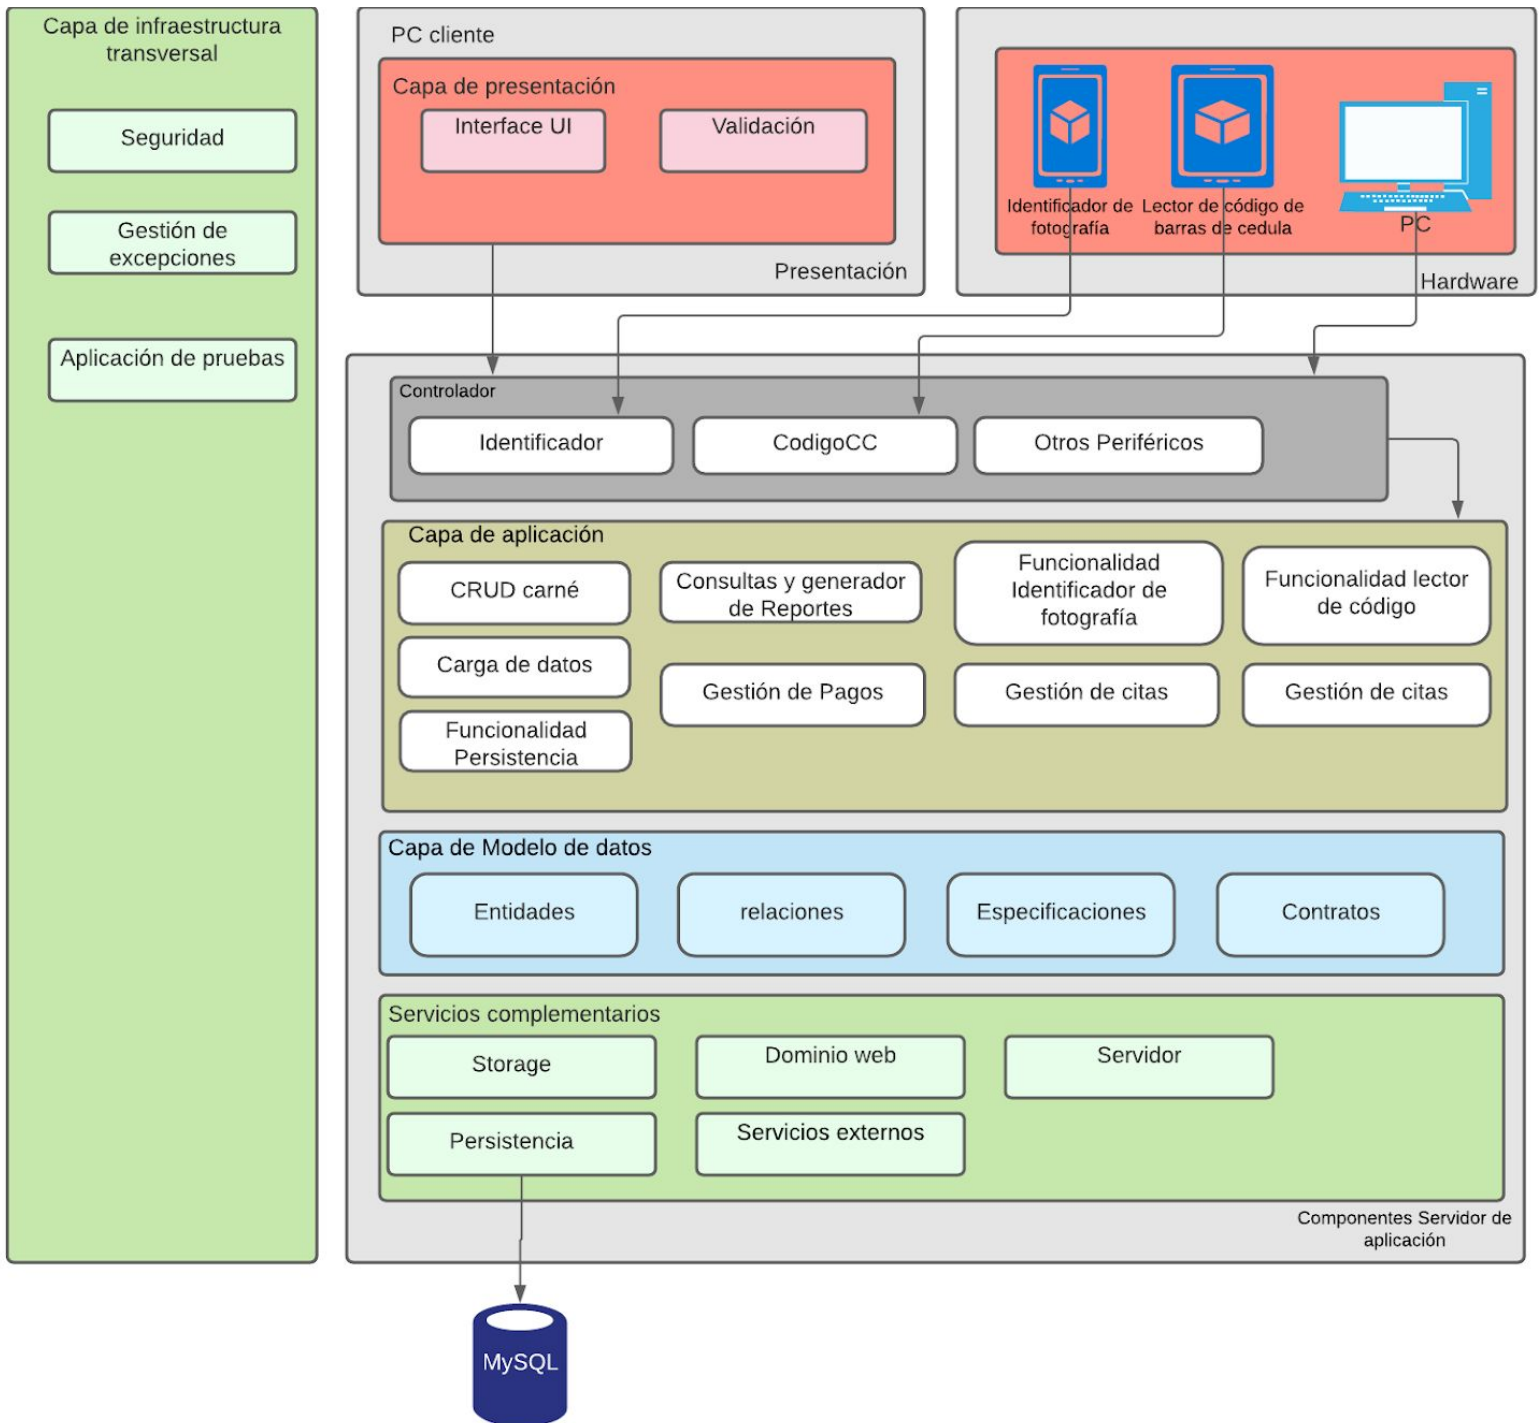 Capa de infraestructura
transversal
Seguridad
Gestión de
excepciones
Aplicación de pruebas
PC cliente
Capa de presentación
Interface UI
Validación
Presentación
Identificador de
fotografía
Lector de código de
barras de cedula
PC
Hardware
Controlador
Identificador
CodigoCC
Otros Periféricos
Capa de aplicación
CRUD carné
Consultas y generador
de Reportes
Funcionalidad
Identificador de
fotografía
Funcionalidad lector
de código
Carga de datos
Gestión de Pagos
Gestión de citas
Gestión de citas
Funcionalidad
Persistencia
Capa de Modelo de datos
Entidades
relaciones
Especificaciones
Contratos
Servicios complementarios
Storage
Dominio web
Servidor
Persistencia
Servicios externos
Componentes Servidor de
aplicación
MySQL